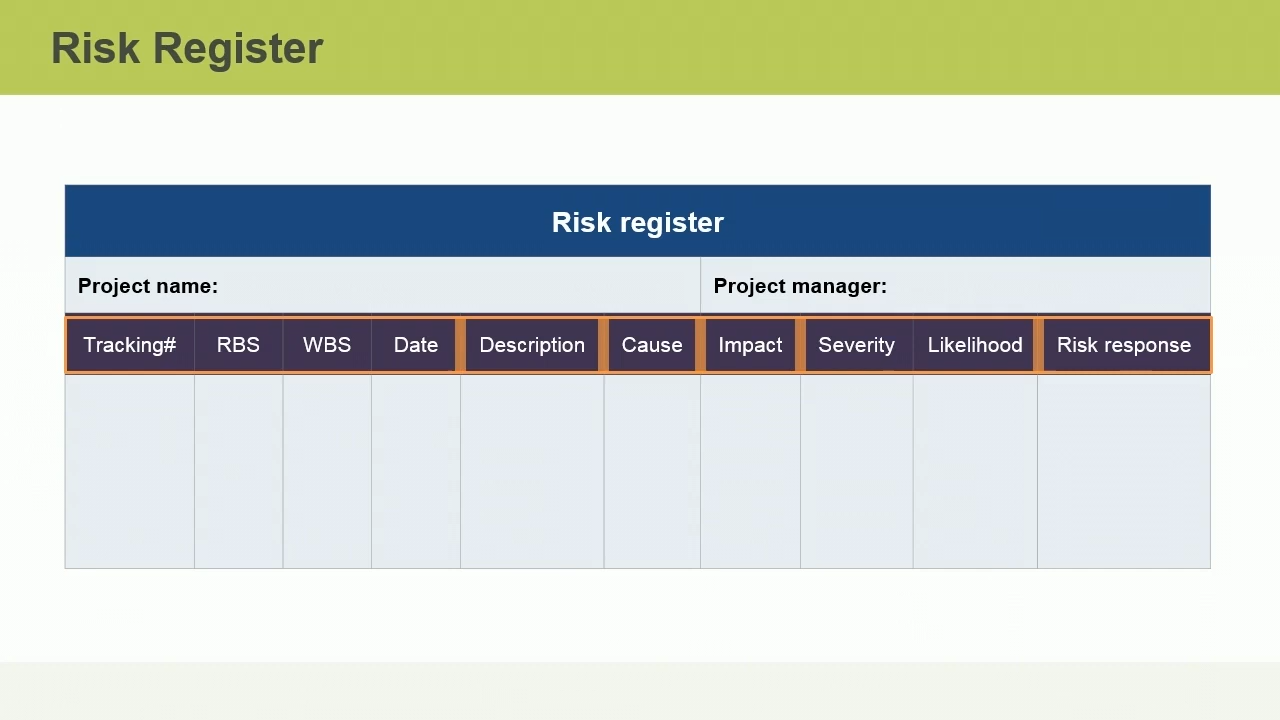 Risk Register
Risk register
Project name: Project manager:
Tracking# RBS WBS Date Description Cause Impact Severity Likelihood Risk response